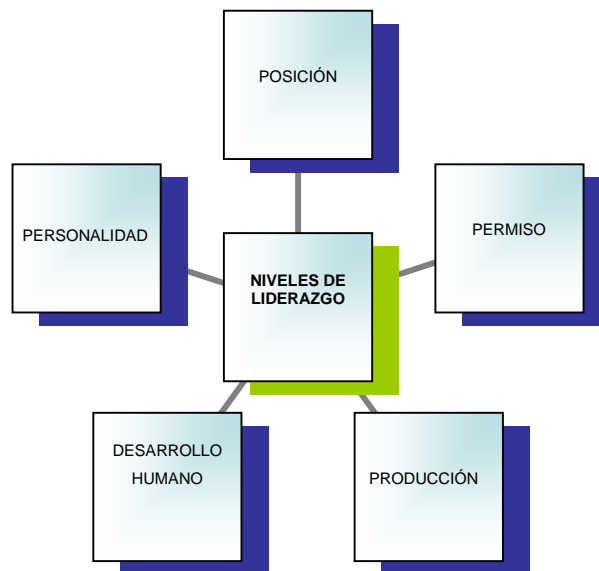 POSICIÓN
PERSONALIDAD
PERMISO
NIVELES DE
LIDERAZGO
DESARROLLO
HUMANO
PRODUCCIÓN